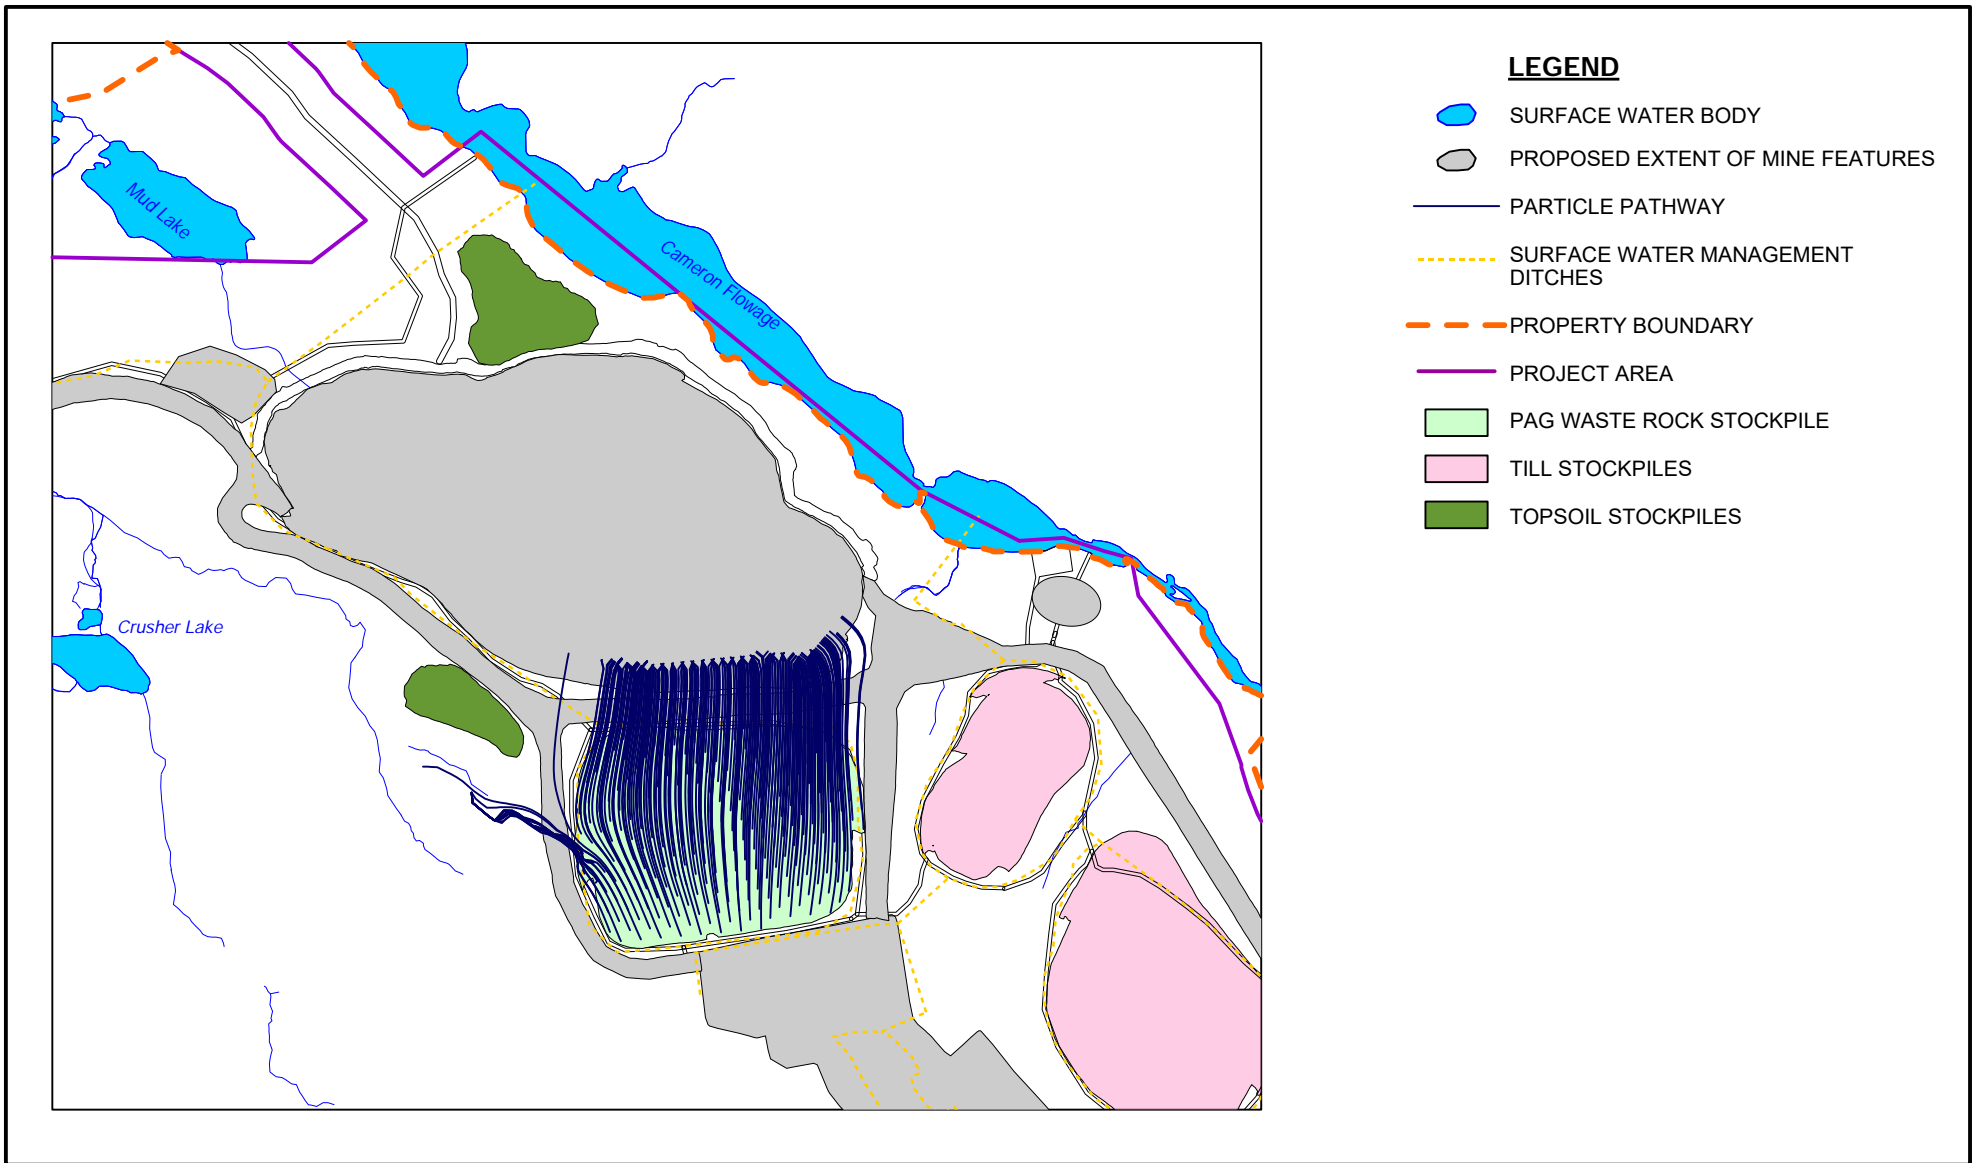 LEGEND
SURFACE WATER BODY
PROPOSED EXTENT OF MINE FEATURES
PARTICLE PATHWAY
SURFACE WATER MANAGEMENT
DITCHES
PROPERTY BOUNDARY
PROJECT AREA
PAG WASTE ROCK STOCKPILE
TILL STOCKPILES
TOPSOIL STOCKPILES
Mud Lake
Cameron Flowage
Crusher Lake